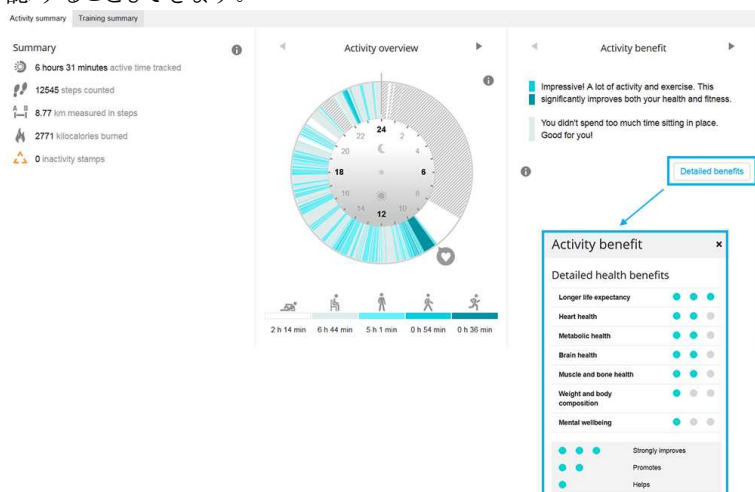 Activity summary Training summary
Summary
6 hours 31 minutes active time tracked
12545 steps counted
8.77 km measured in steps
2771 kilocalories burned
0 inactivity stamps
Activity overview
24
22 2
20 4
18 6
16 8
14 10
12
2 h 14 min 6 h 44 min 5 h 1 min 0 h 54 min 0 h 36 min
Activity benefit
Impressive! A lot of activity and exercise. This
significantly improves both your health and fitness.
You didn't spend too much time sitting in place.
Good for you!
Detailed benefits
Activity benefit ×
Detailed health benefits
Longer life expectancy
Heart health
Metabolic health
Brain health
Muscle and bone health
Weight and body
composition
Mental wellbeing
Strongly improves
Promotes
Helps